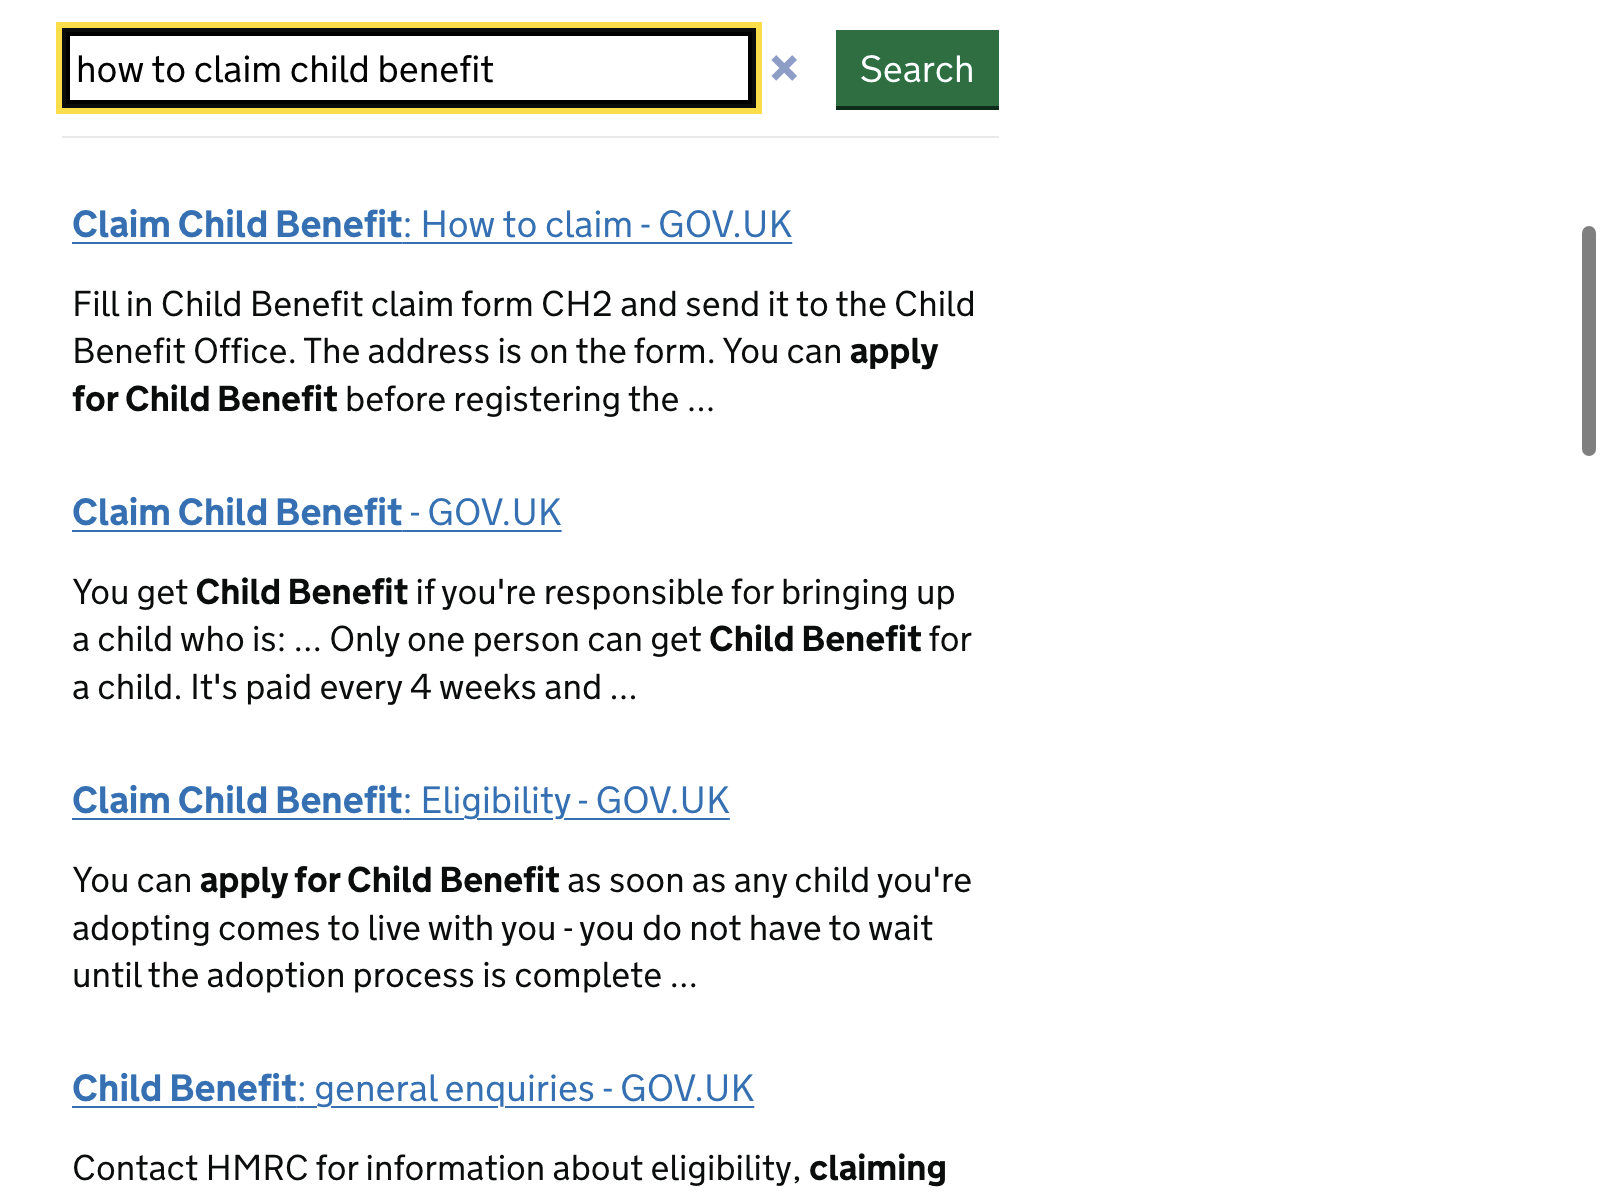 how to claim child benefit
Search
Claim Child Benefit: How to claim - GOV.UK
Fill in Child Benefit claim form CH2 and send it to the Child
Benefit Office. The address is on the form. You can apply
for Child Benefit before registering the ...
Claim Child Benefit - GOV.UK
You get Child Benefit if you're responsible for bringing up
a child who is: ... Only one person can get Child Benefit for
a child. It's paid every 4 weeks and ...
Claim Child Benefit: Eligibility - GOV.UK
You can apply for Child Benefit as soon as any child you're
adopting comes to live with you - you do not have to wait
until the adoption process is complete ...
Child Benefit: general enquiries - GOV.UK
Contact HMRC for information about eligibility, claiming